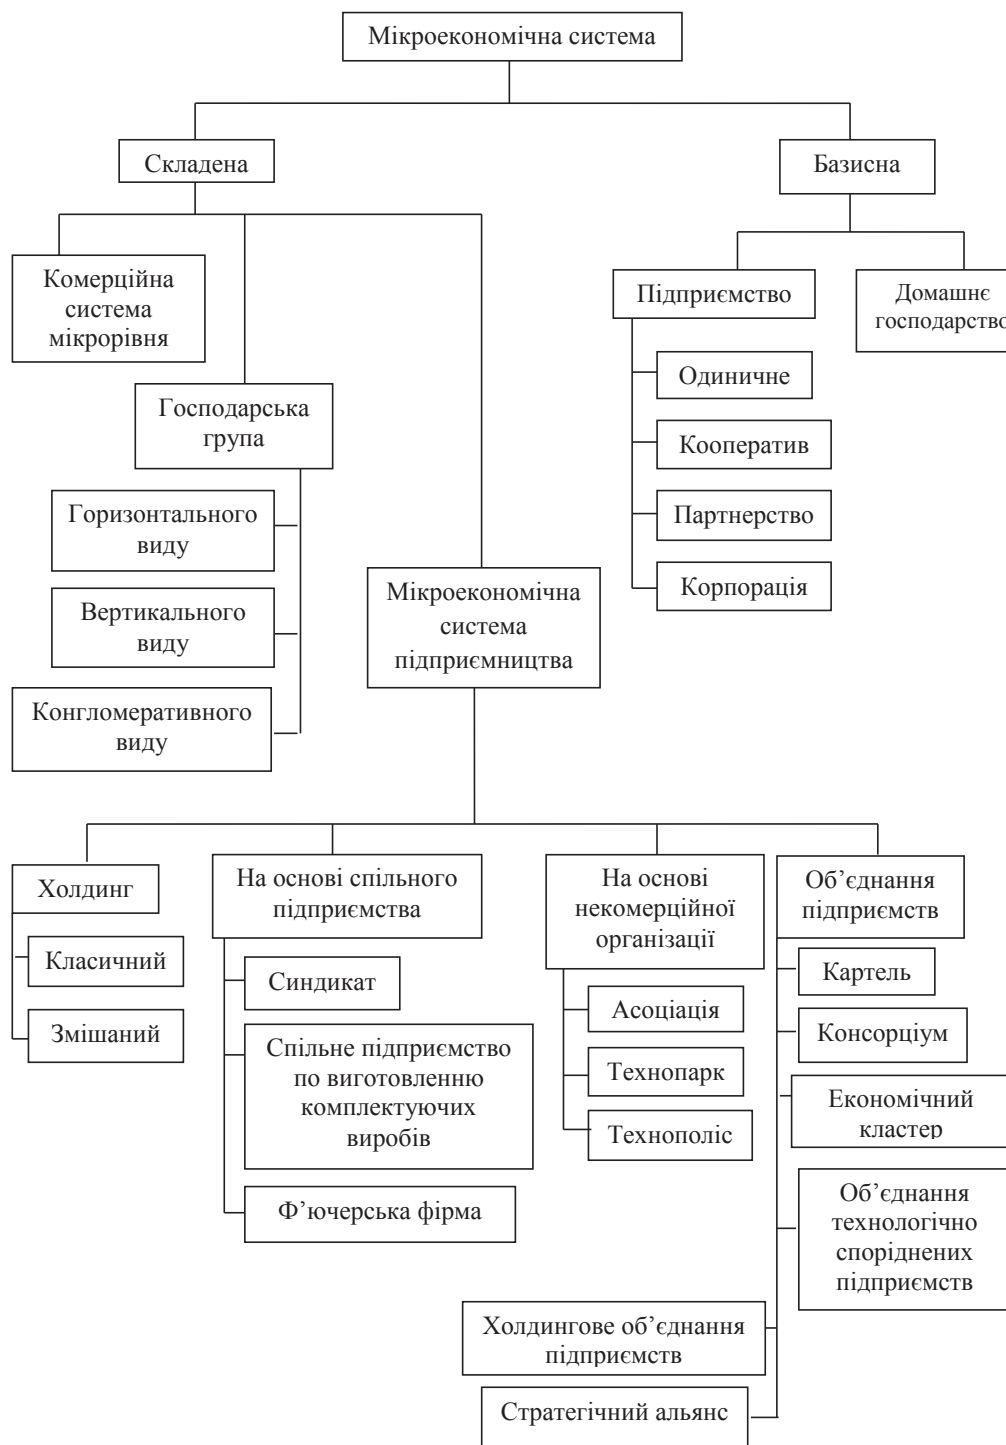 Мікроекономічна система
Складена
Базисна
Комерційна
система
мікрорівня
Підприємство
Домашнє
господарство
Одиничне
Господарська
група
Кооператив
Горизонтального
виду
Партнерство
Корпорація
Вертикального
виду
Мікроекономічна
система
підприємництва
Конгломеративного
виду
Холдинг
Класичний
Змішаний
На основі спільного
підприємства
Синдикат
Спільне підприємство
по виготовленню
комплектуючих
виробів
Ф’ючерська фірма
На основі
некомерційної
організації
Асоціація
Технопарк
Технополіс
Об’єднання
підприємств
Картель
Консорціум
Економічний
кластер
Об’єднання
технологічно
споріднених
підприємств
Холдингове об’єднання
підприємств
Стратегічний альянс